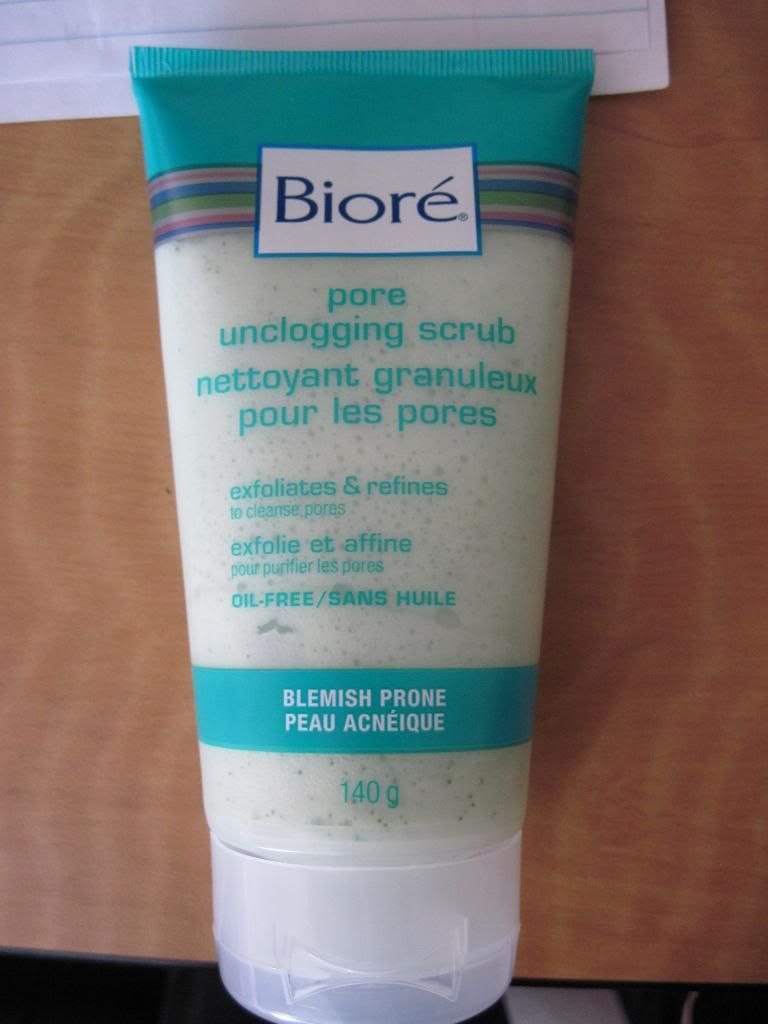 Bioré®
pore
unclogging scrub
nettoyant granuleux
pour les pores
exfoliates & refines
to cleanse pores
exfolie et affine
pour purifier les pores
OIL-FREE/SANS HUILE
BLEMISH PRONE
PEAU ACNÉIQUE
140 g